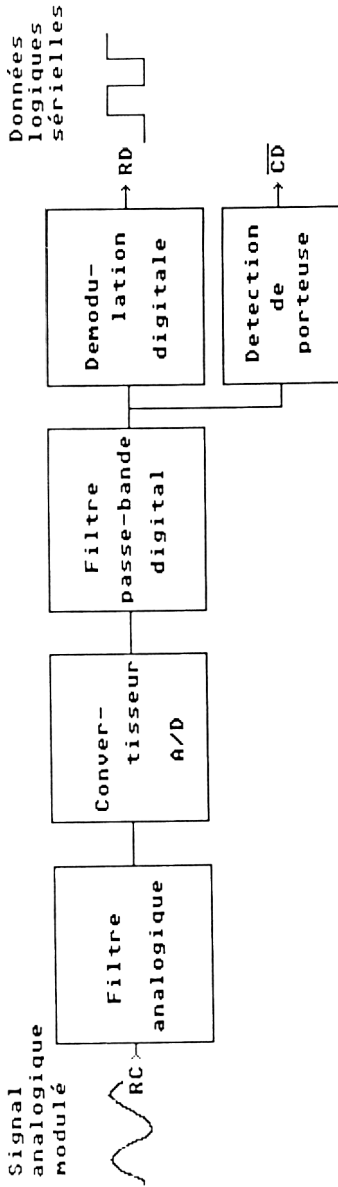 Signal
analogique
modulé
RC
Filtre
analogique
Conver-
tisseur
A/D
Filtre
passe-bande
digital
Demodu-
lation
digitale
RD
Données
logiques
sérielles
Detection
de
porteuse
CD